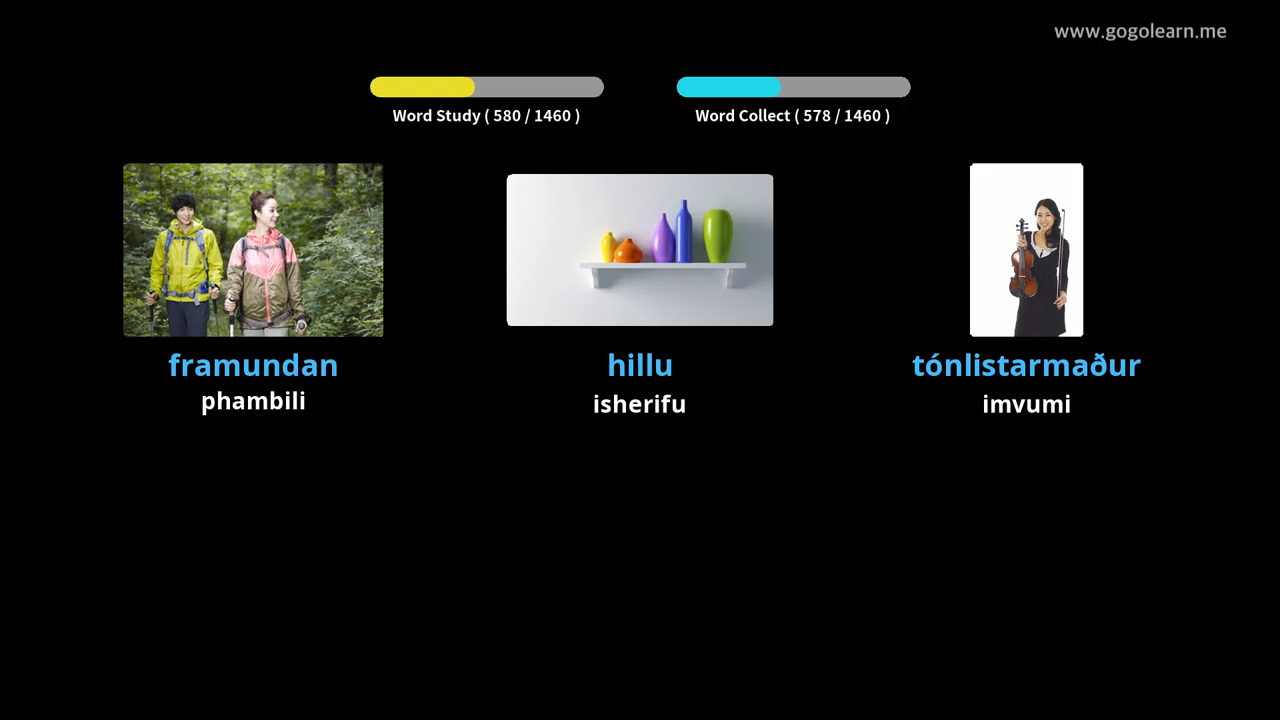 www.gogolearn.me
Word Study ( 580 / 1460 )
Word Collect ( 578 / 1460 )
framundan
phambili
hillu
isherifu
tónlistarmaður
imvumi